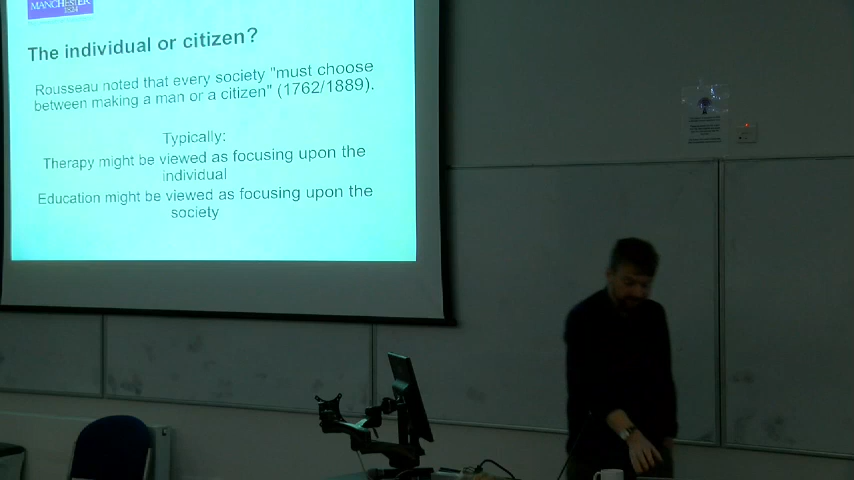 MANCHESTER
1824
The individual or citizen?
Rousseau noted that every society "must choose
between making a man or a citizen" (1762/1889).
Typically:
Therapy might be viewed as focusing upon the
individual
Education might be viewed as focusing upon the
society